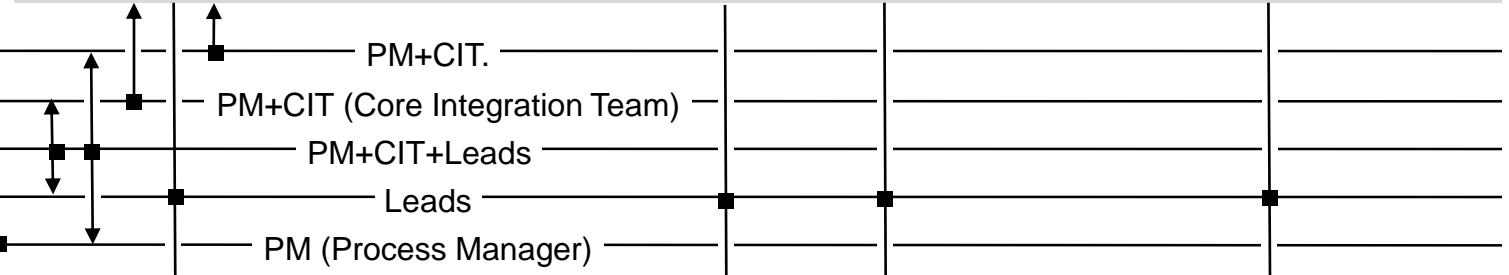 PM+CIT.
PM+CIT (Core Integration Team)
PM+CIT+Leads
Leads
PM (Process Manager)